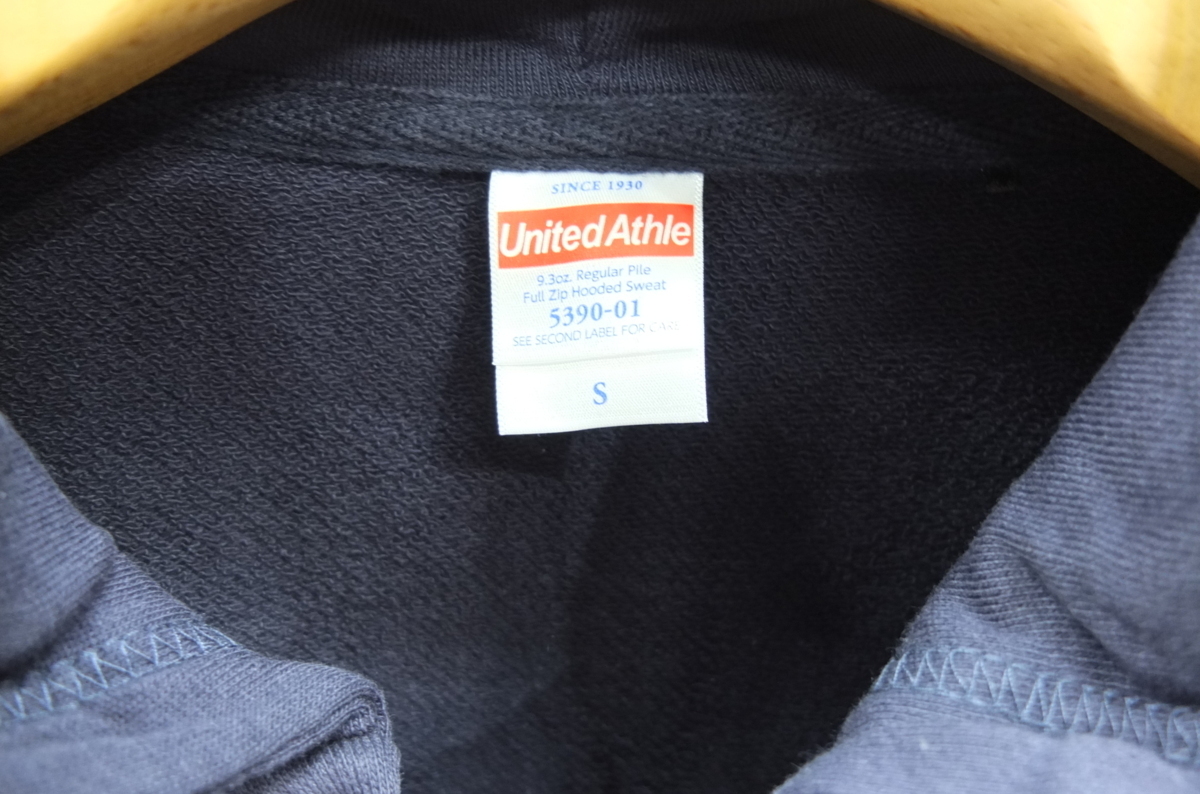 SINCE 1930
United Athle
9.3oz. Regular Pile
Full Zip Hooded Sweat
5390-01
SEE SECOND LABEL FOR CARE
S